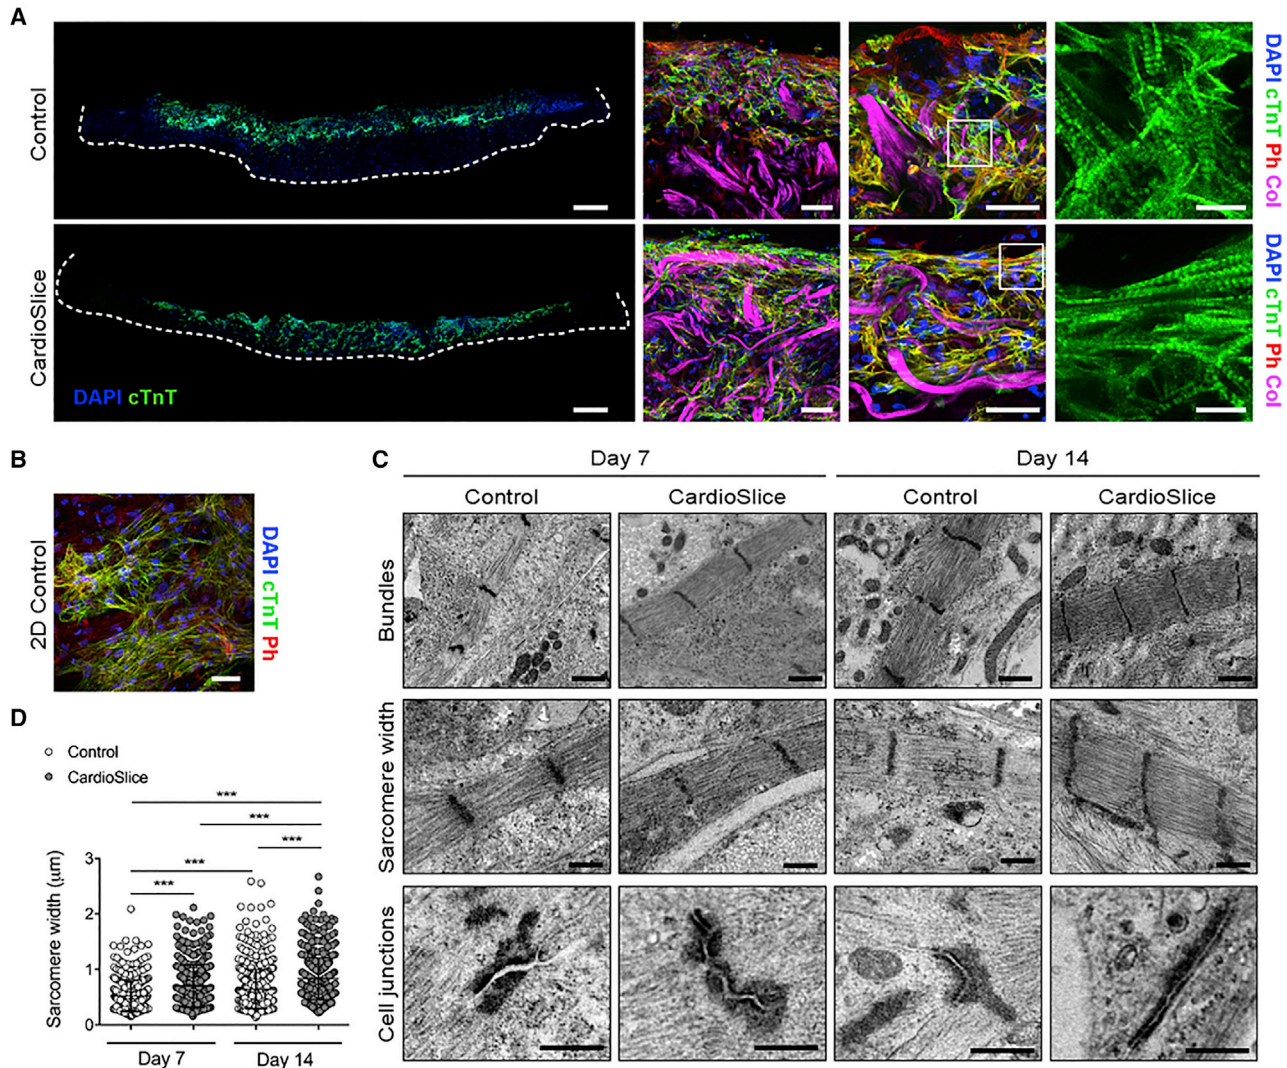 A
Control
DAPI cTnT Ph Col
CardioSlice
DAPI cTnT
DAPI cTnT Ph Col
B
2D Control
DAPI cTnT Ph
C
Day 7
Day 14
Control
CardioSlice
Control
CardioSlice
Bundles
Sarcomere width
Cell junctions
D
Control
CardioSlice
***
***
***
***
***
Sarcomere width (μm)
3
2
1
0
Day 7
Day 14